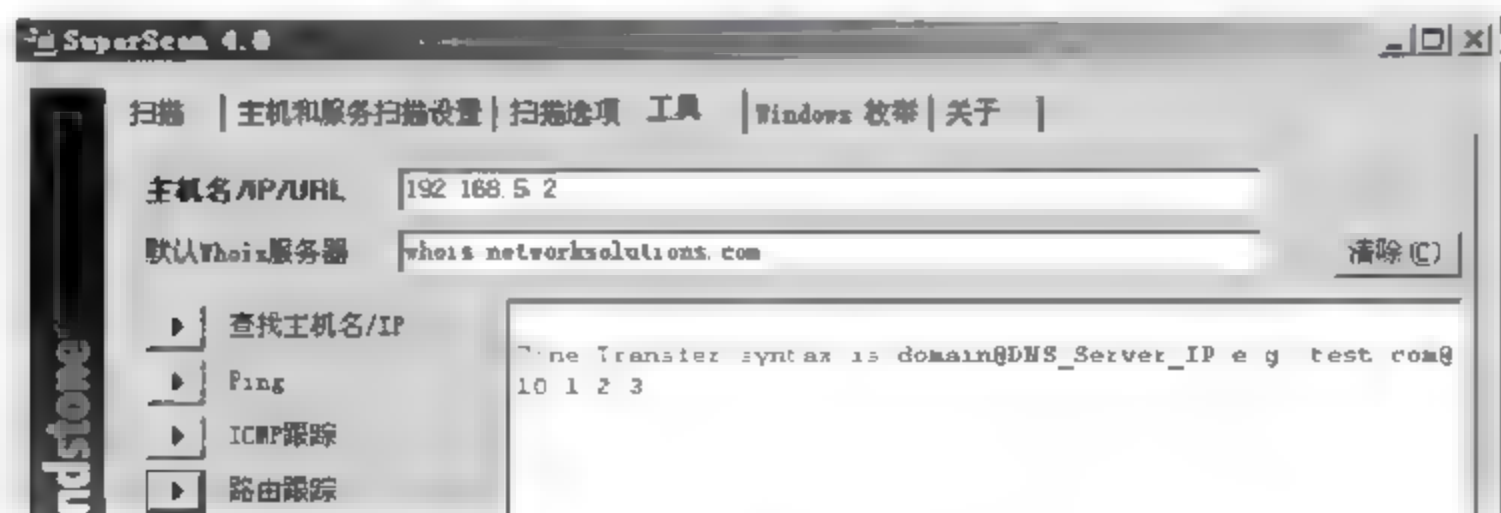 SuperScan 4.0
扫描 主机和服务扫描设置 扫描选项 工具 Windows 枚举 关于
主机名/IP/URL 192 168.5 2
默认Whois服务器 whois networksolutions.com 清除(C)
查找主机名/IP
Transfer syntax is domain@DNS_Server_IP e g test com@
10 1 2 3
Ping
ICMP跟踪
路由跟踪
ndstone